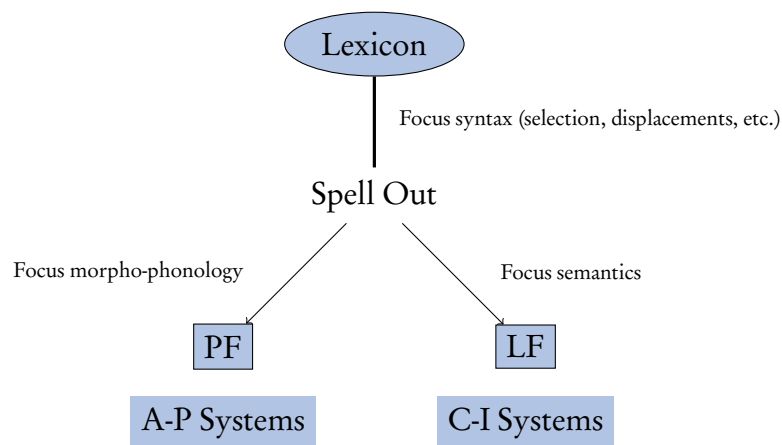 Lexicon
Focus syntax (selection, displacements, etc.)
Spell Out
Focus morpho-phonology
Focus semantics
PF
LF
A-P Systems
C-I Systems